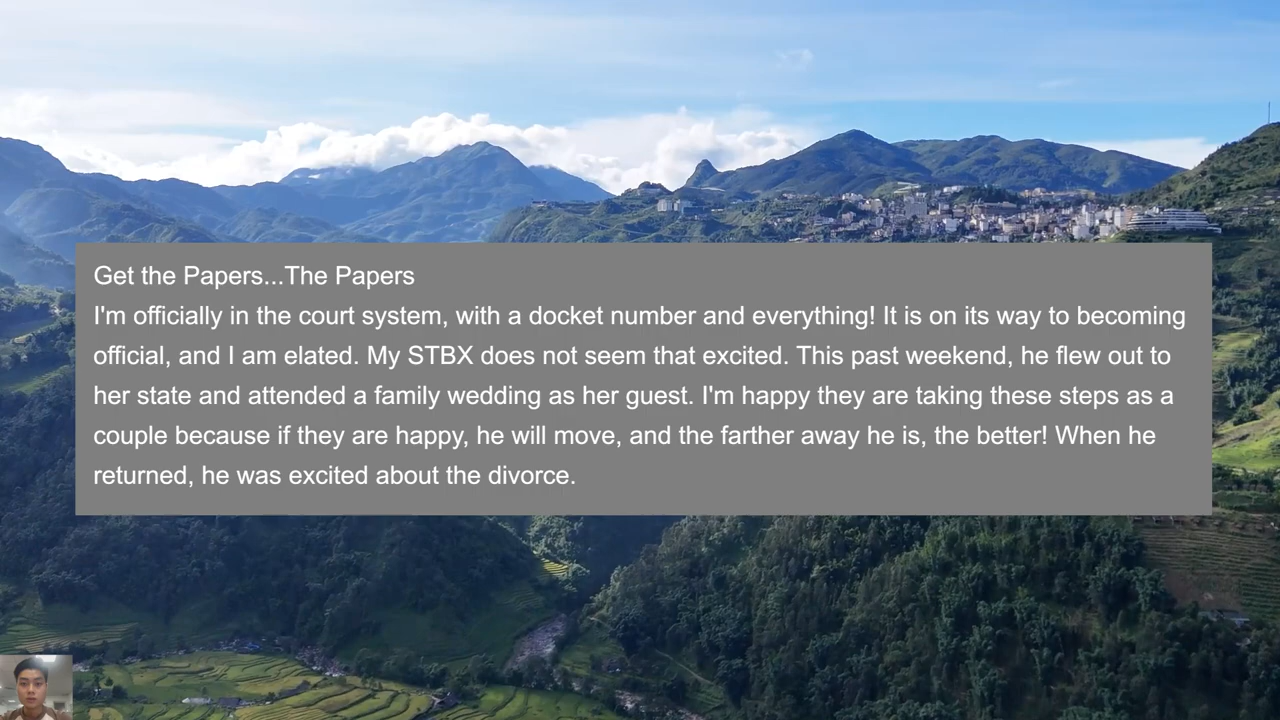 Get the Papers...The Papers
I'm officially in the court system, with a docket number and everything! It is on its way to becoming
official, and I am elated. My STBX does not seem that excited. This past weekend, he flew out to
her state and attended a family wedding as her guest. I'm happy they are taking these steps as a
couple because if they are happy, he will move, and the farther away he is, the better! When he
returned, he was excited about the divorce.